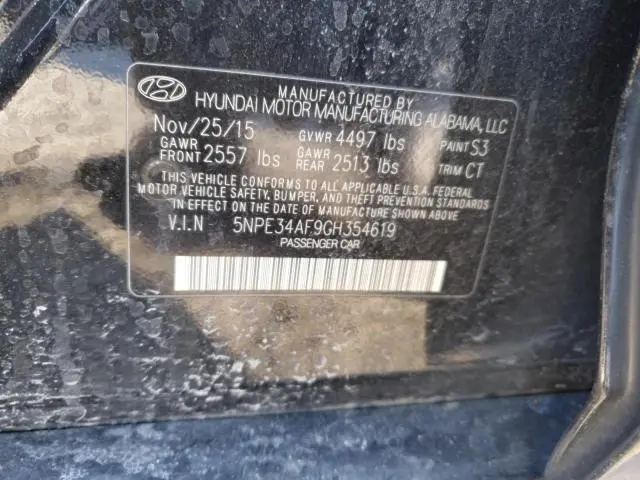 MANUFACTURED BY
HYUNDAI MOTOR MANUFACTURING ALABAMA, LLC
Nov/25/15 GVWR 4497 lbs PAINT S3
GAWR FRONT 2557 lbs GAWR REAR 2513 lbs TRIM CT
THIS VEHICLE CONFORMS TO ALL APPLICABLE U.S.A. FEDERAL
MOTOR VEHICLE SAFETY, BUMPER, AND THEFT PREVENTION STANDARDS
IN EFFECT ON THE DATE OF MANUFACTURE SHOWN ABOVE
V.I.N 5NPE34AF9GH354619
PASSENGER CAR